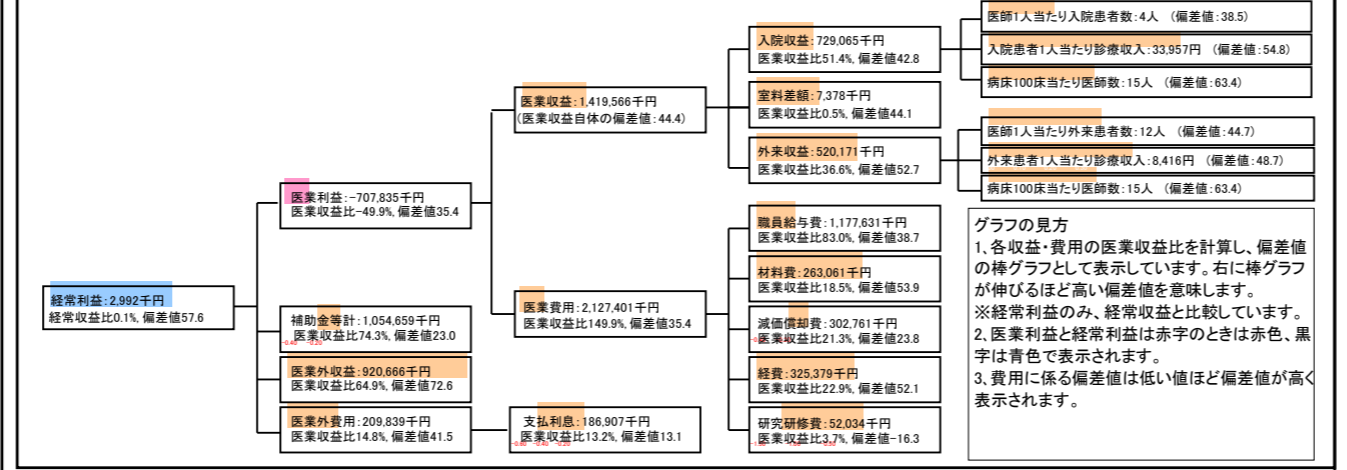 経常利益:2,992千円
経常収益比0.1%, 偏差値57.6
医業利益:-707,835千円
医業収益比-49.9%, 偏差値35.4
補助金等計:1,054,659千円
医業収益比74.3%, 偏差値23.0
-0.40 -0.20
医業外収益:920,666千円
医業収益比64.9%, 偏差値72.6
医業外費用:209,839千円
医業収益比14.8%, 偏差値41.5
医業収益:1,419,566千円
(医業収益自体の偏差値:44.4)
医業費用:2,127,401千円
医業収益比149.9%, 偏差値35.4
支払利息:186,907千円
医業収益比13.2%, 偏差値13.1
-0.60 -0.40 -0.20
入院収益:729,065千円
医業収益比51.4%, 偏差値42.8
室料差額:7,378千円
医業収益比0.5%, 偏差値44.1
外来収益:520,171千円
医業収益比36.6%, 偏差値52.7
職員給与費:1,177,631千円
医業収益比83.0%, 偏差値38.7
材料費:263,061千円
医業収益比18.5%, 偏差値53.9
減価償却費:302,761千円
医業収益比21.3%, 偏差値23.8
経費:325,379千円
医業収益比22.9%, 偏差値52.1
研究研修費:52,034千円
医業収益比3.7%, 偏差値-16.3
医師1人当たり入院患者数:4人 (偏差値:38.5)
入院患者1人当たり診療収入:33,957円 (偏差値:54.8)
病床100床当たり医師数:15人 (偏差値:63.4)
医師1人当たり外来患者数:12人 (偏差値:44.7)
外来患者1人当たり診療収入:8,416円 (偏差値:48.7)
病床100床当たり医師数:15人 (偏差値:63.4)
グラフの見方
1、各収益・費用の医業収益比を計算し、偏差値
の棒グラフとして表示しています。右に棒グラフ
が伸びるほど高い偏差値を意味します。
※経常利益のみ、経常収益と比較しています。
2、医業利益と経常利益は赤字のときは赤色、黒
字は青色で表示されます。
3、費用に係る偏差値は低い値ほど偏差値が高く
表示されます。